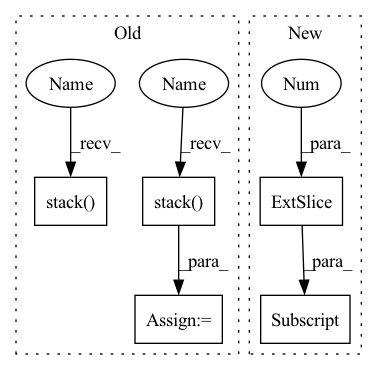 Old
New
Name
Name
Num
_recv_
_recv_
_para_
stack()
stack()
ExtSlice
_para_
_para_
Assign:=
Subscript